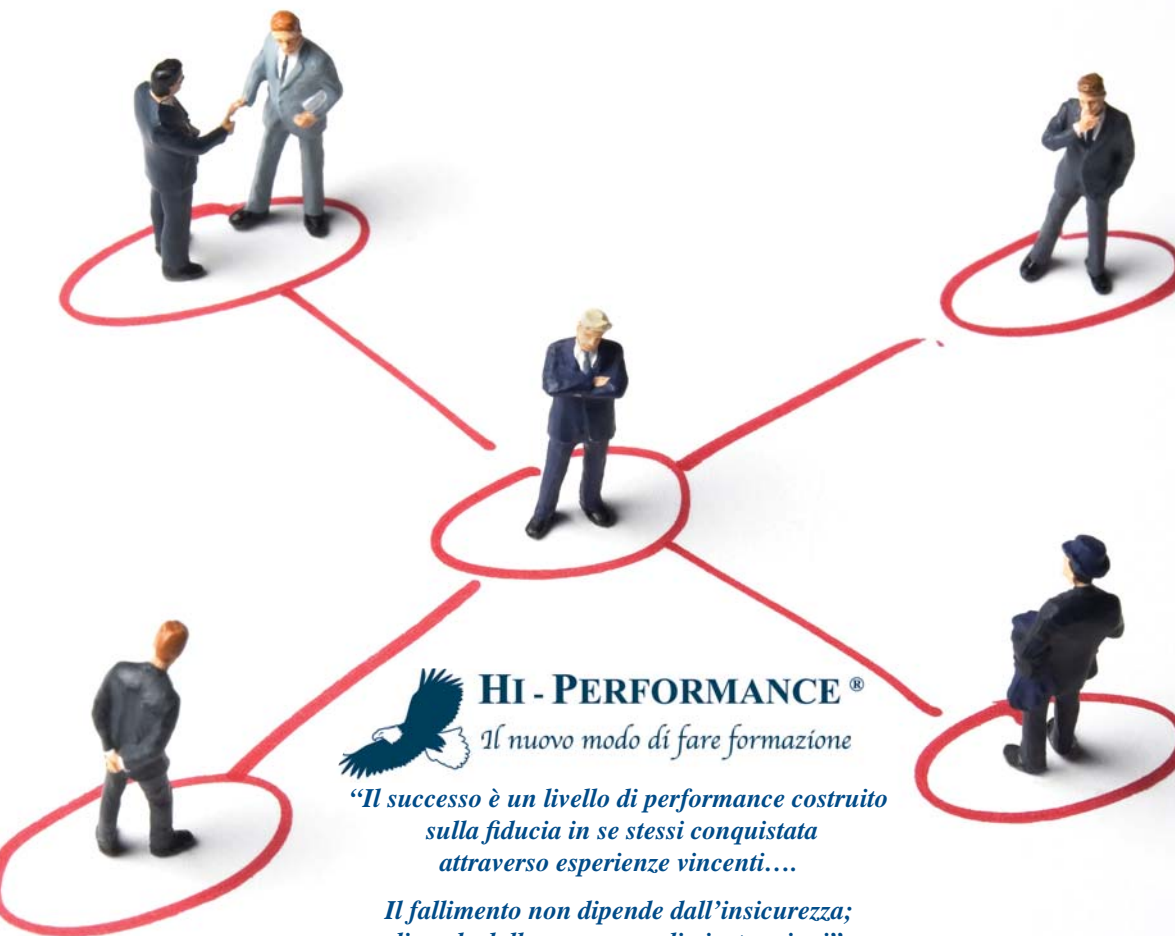 HI - PERFORMANCE ®
Il nuovo modo di fare formazione
“Il successo è un livello di performance costruito
sulla fiducia in se stessi conquistata
attraverso esperienze vincenti….
Il fallimento non dipende dall’insicurezza;